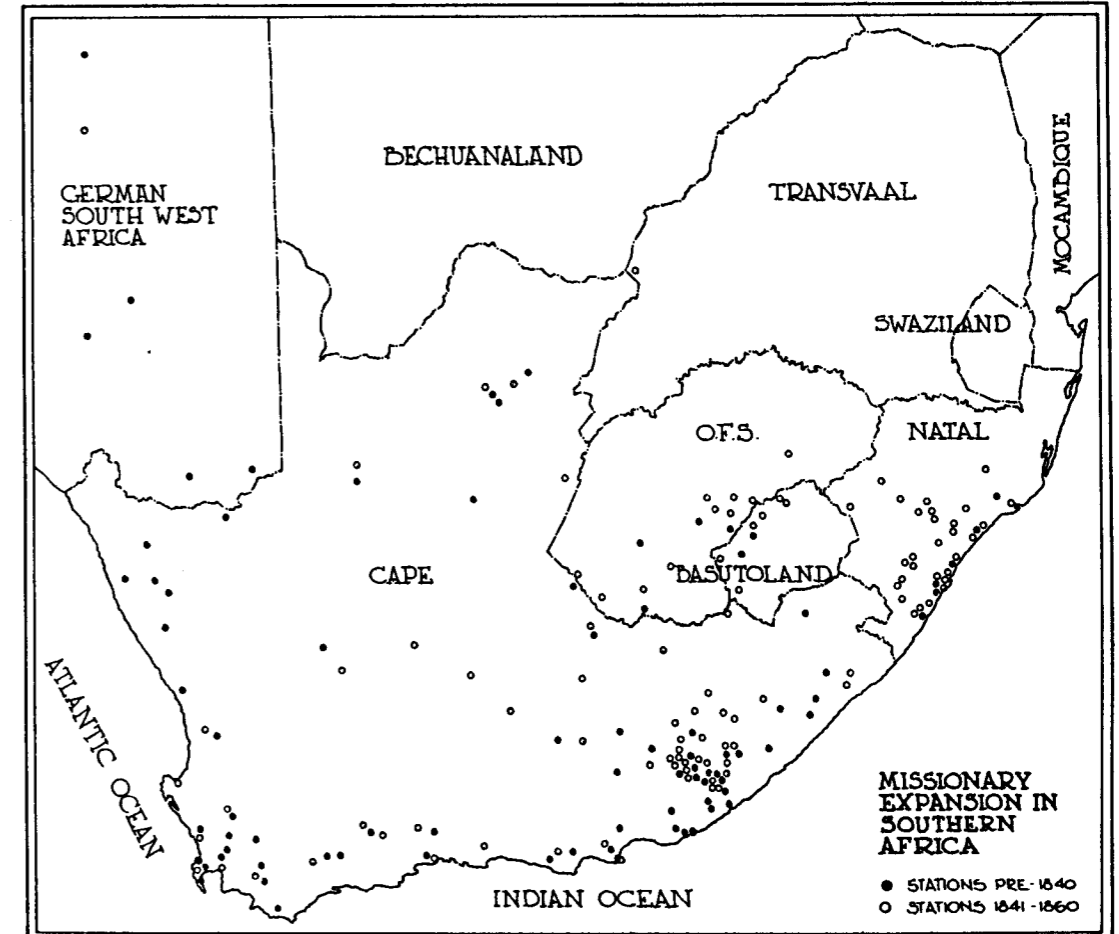 GERMAN
SOUTH WEST
AFRICA
BECHUANALAND
TRANSVAAL
MOCAMBIQUE
SWAZILAND
O.F.S.
NATAL
CAPE
BASUTOLAND
ATLANTIC OCEAN
INDIAN OCEAN
MISSIONARY
EXPANSION IN
SOUTHERN
AFRICA
STATIONS PRE-1840
STATIONS 1841-1860